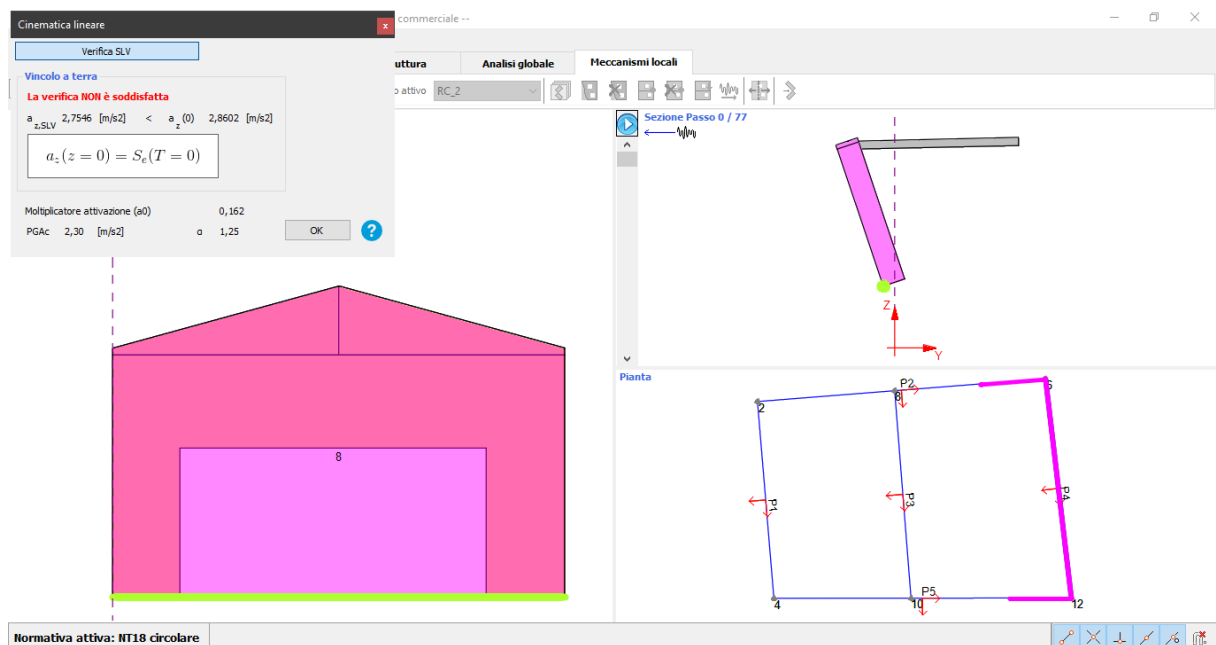 Cinematica lineare
x
commerciale --
Verifica SLV
uttura
Analisi globale
Meccanismi locali
Vincolo a terra
o attivo
RC_2
La verifica NON è soddisfatta
a z,SLV 2,7546 [m/s2] < a z (0) 2,8602 [m/s2]
a_z(z = 0) = S_e(T = 0)
Moltiplicatore attivazione (a0) 0,162
PGAc 2,30 [m/s2] α 1,25
OK
?
Sezione Passo 0 / 77
Z
Y
8
Pianta
P2
6
2
8
P1
P3
P4
P5
4
10
12
Normativa attiva: NT18 circolare